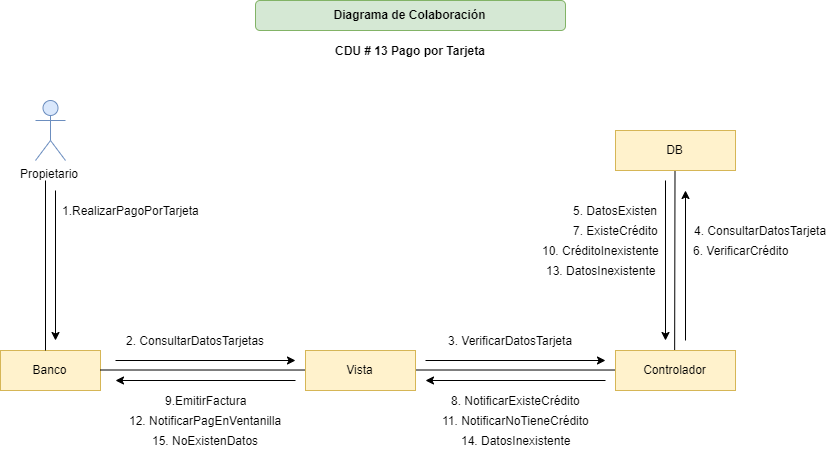 Diagrama de Colaboración
CDU # 13 Pago por Tarjeta
Propietario
1.RealizarPagoPorTarjeta
DB
5. DatosExisten
7. ExisteCrédito
10. CréditoInexistente
13. DatosInexistente
4. ConsultarDatosTarjeta
6. VerificarCrédito
Banco
2. ConsultarDatosTarjetas
9.EmitirFactura
12. NotificarPagEnVentanilla
15. NoExistenDatos
Vista
3. VerificarDatosTarjeta
8. NotificarExisteCrédito
11. NotificarNoTieneCrédito
14. DatosInexistente
Controlador